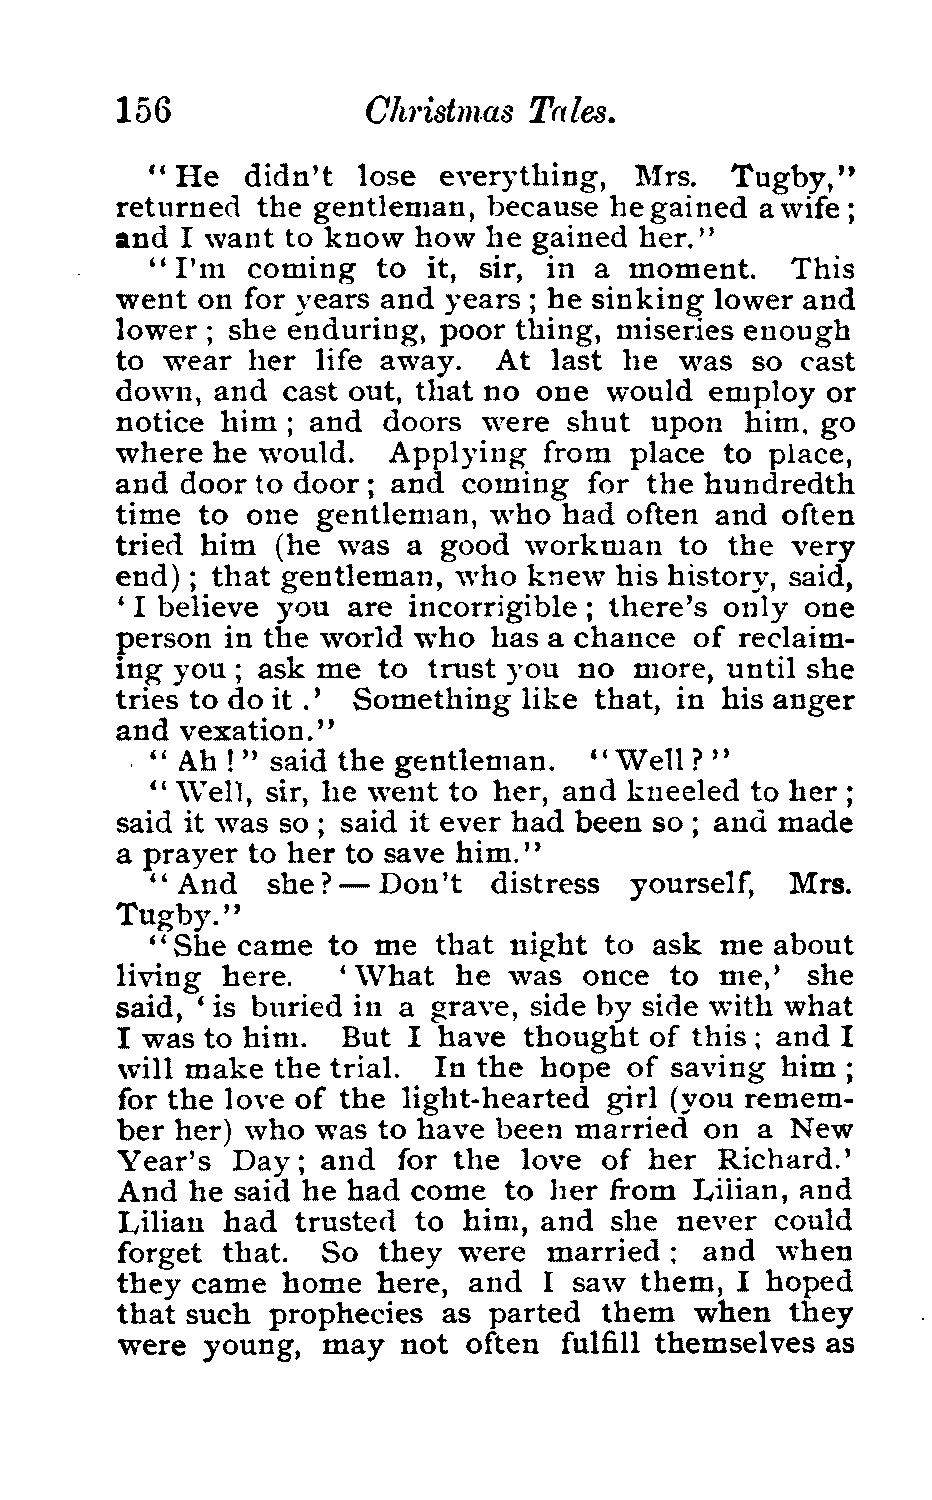 156 Christmas Tales.
"He didn't lose everything, Mrs. Tugby,"
returned the gentleman, because he gained a wife;
and I want to know how he gained her."
"I'm coming to it, sir, in a moment. This
went on for years and years; he sinking lower and
lower; she enduring, poor thing, miseries enough
to wear her life away. At last he was so cast
down, and cast out, that no one would employ or
notice him; and doors were shut upon him, go
where he would. Applying from place to place,
and door to door; and coming for the hundredth
time to one gentleman, who had often and often
tried him (he was a good workman to the very
end); that gentleman, who knew his history, said,
'I believe you are incorrigible; there's only one
person in the world who has a chance of reclaim-
ing you; ask me to trust you no more, until she
tries to do it.' Something like that, in his anger
and vexation."
"Ah!" said the gentleman. "Well?"
"Well, sir, he went to her, and kneeled to her;
said it was so; said it ever had been so; and made
a prayer to her to save him."
"And she?—Don't distress yourself, Mrs.
Tugby."
"She came to me that night to ask me about
living here. 'What he was once to me,' she
said, 'is buried in a grave, side by side with what
I was to him. But I have thought of this; and I
will make the trial. In the hope of saving him;
for the love of the light-hearted girl (you remem-
ber her) who was to have been married on a New
Year's Day; and for the love of her Richard.'
And he said he had come to her from Lilian, and
Lilian had trusted to him, and she never could
forget that. So they were married; and when
they came home here, and I saw them, I hoped
that such prophecies as parted them when they
were young, may not often fulfill themselves as